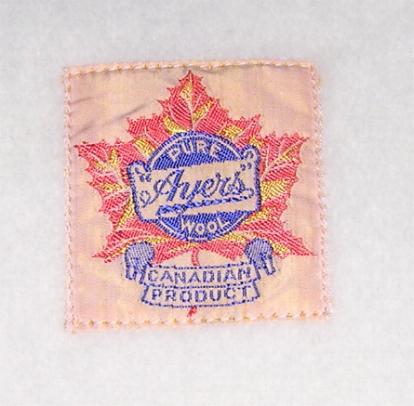 PURE
"Ayers"
WOOL
CANADIAN
PRODUCT